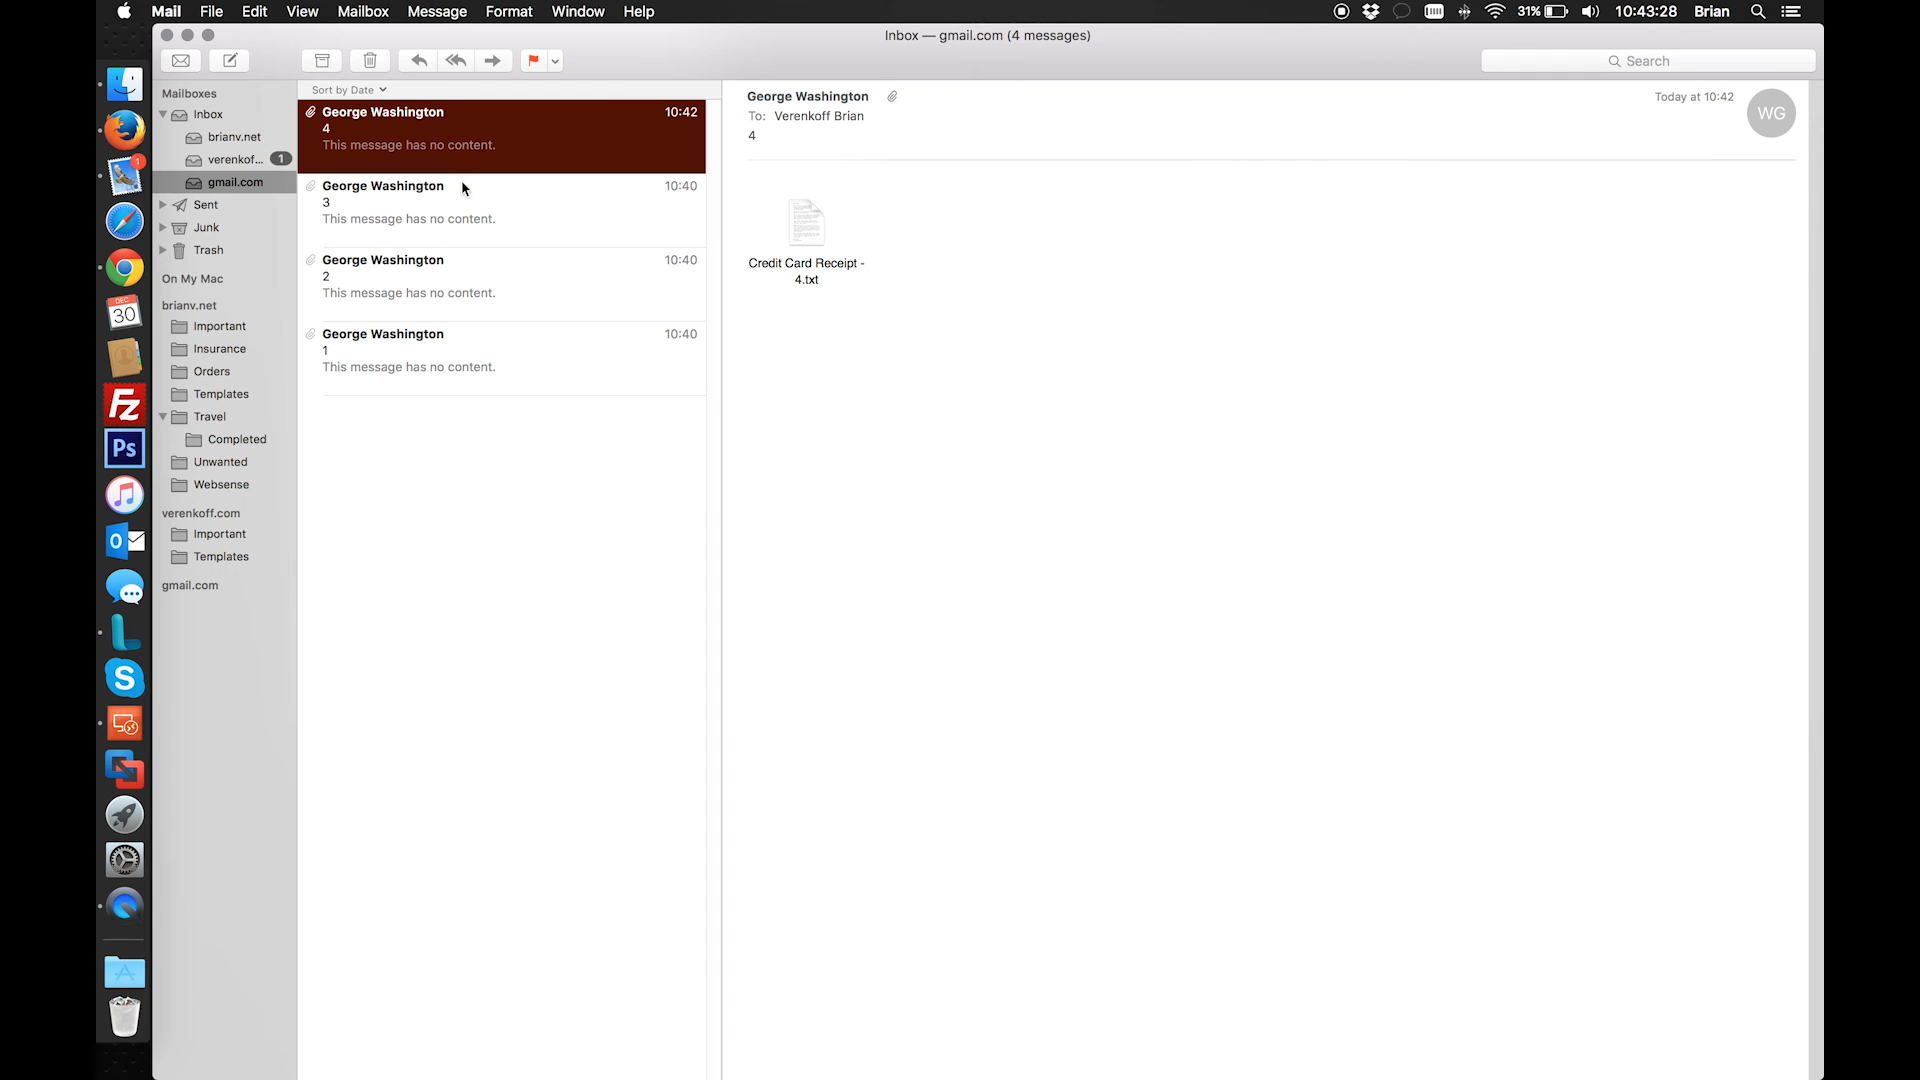 Mail File Edit View Mailbox Message Format Window Help 31% 10:43:28 Brian
Inbox — gmail.com (4 messages)
Search
Mailboxes
Inbox
brianv.net
verenkof... 1
gmail.com
Sent
Junk
Trash
On My Mac
brianv.net
Important
Insurance
Orders
Templates
Travel
Completed
Unwanted
Websense
verenkoff.com
Important
Templates
gmail.com
Sort by Date
George Washington 10:42
4
This message has no content.
George Washington 10:40
3
This message has no content.
George Washington 10:40
2
This message has no content.
George Washington 10:40
1
This message has no content.
George Washington Today at 10:42
WG
To: Verenkoff Brian
4
Credit Card Receipt -
4.txt
1
DEC
30
Fz
Ps
O
L
S